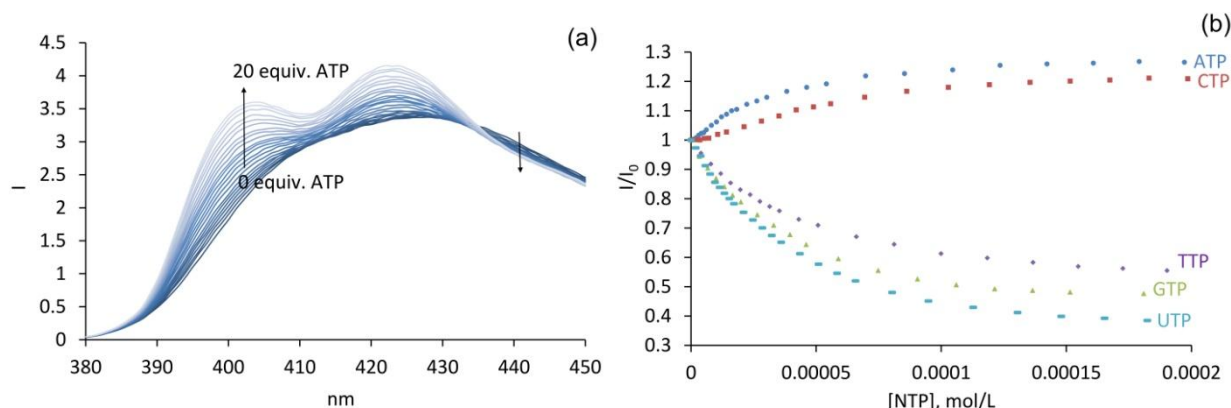 (a)
4.5
4
3.5
3
2.5
2
1.5
1
0.5
0
I
20 equiv. ATP
0 equiv. ATP
380 390 400 410 420 430 440 450
nm
(b)
1.3
1.2
1.1
1
0.9
0.8
0.7
0.6
0.5
0.4
0.3
I/I0
ATP
CTP
TTP
GTP
UTP
0 0.00005 0.0001 0.00015 0.0002
[NTP], mol/L